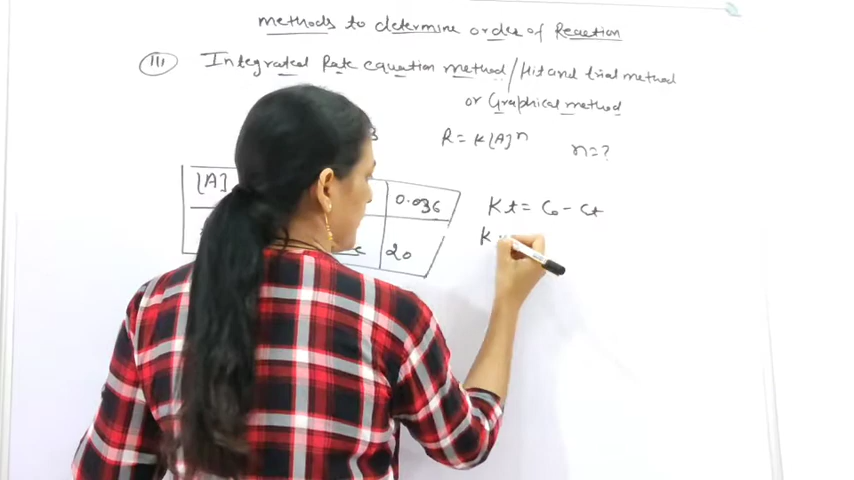 methods to determine order of Reaction
III Integrated Rate equation method/Hit and trial method
or Graphical method
R = K[A]^n n=?
[A] 0.036
20
Kt = C₀ - Ct
K